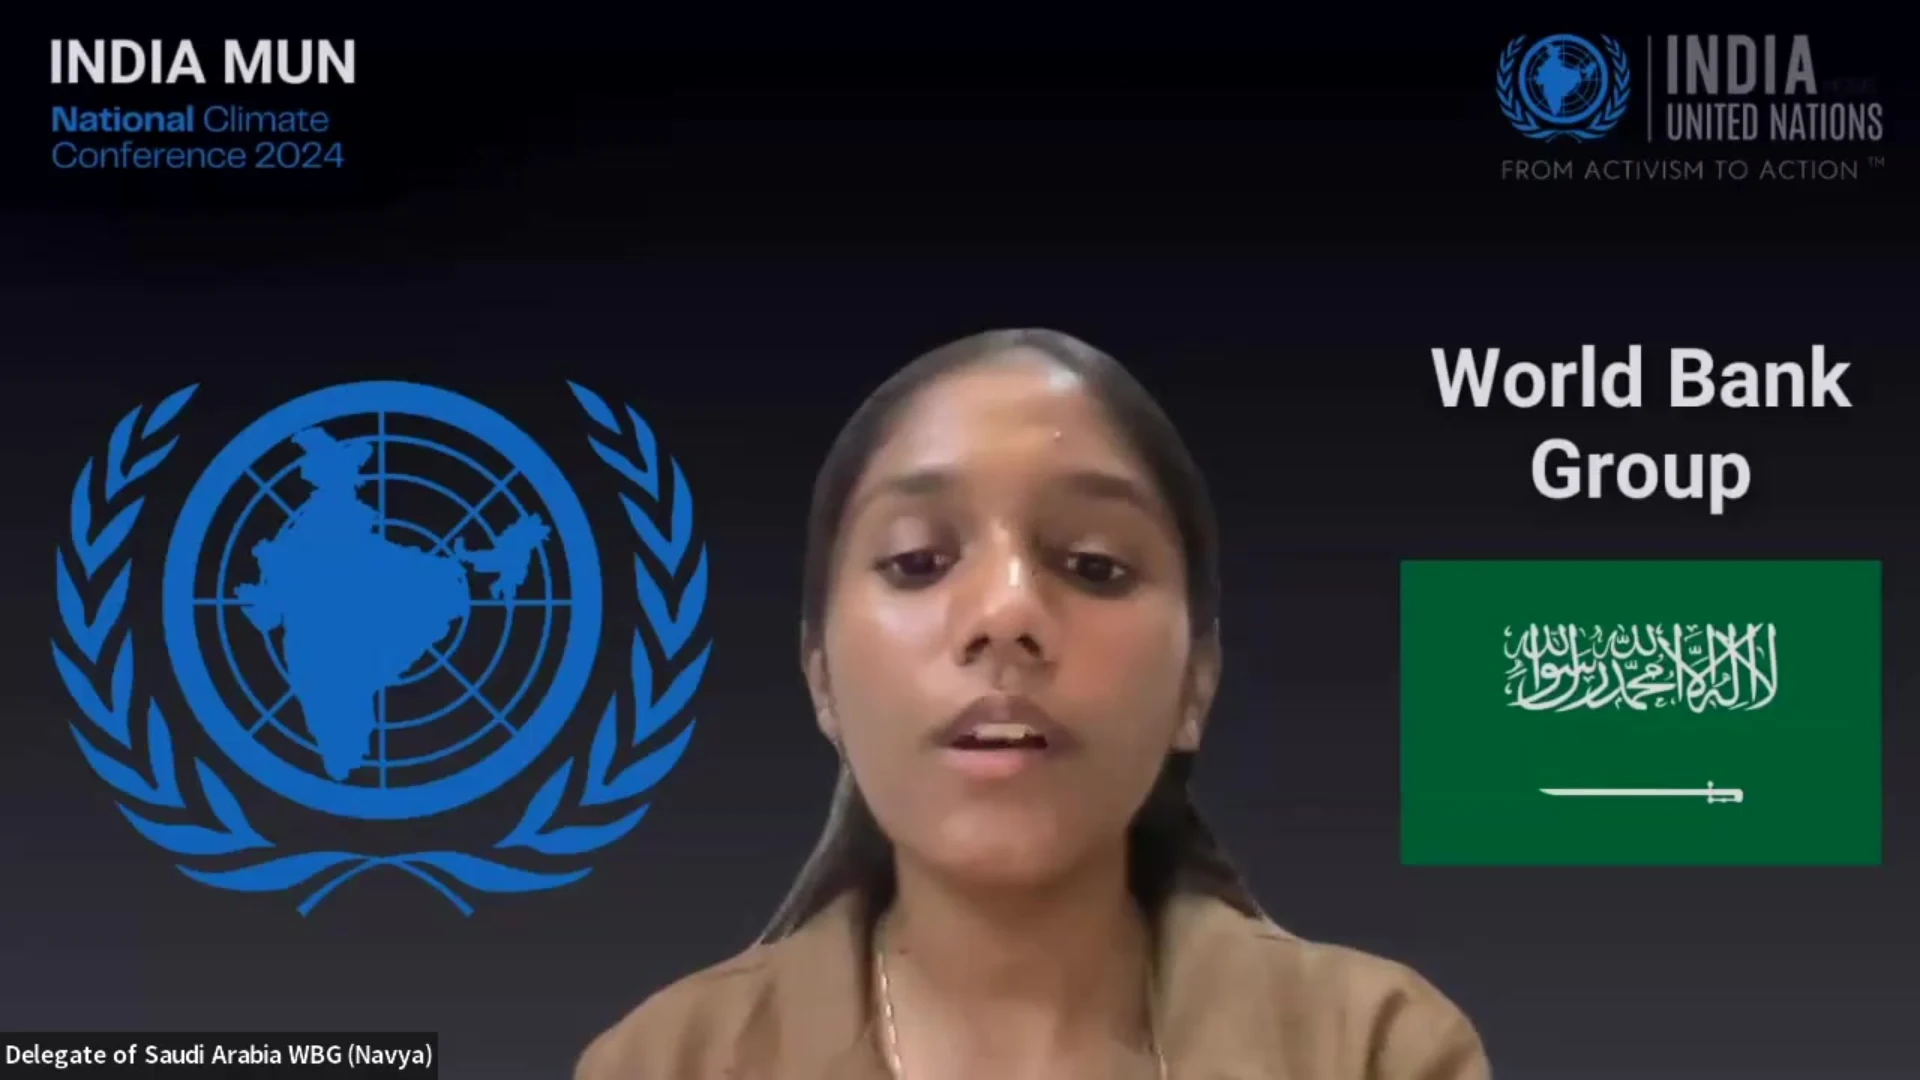 INDIA MUN
National Climate
Conference 2024
INDIA
UNITED NATIONS
FROM ACTIVISM TO ACTION ™
World Bank
Group
لا إله إلا الله محمد رسول الله
Delegate of Saudi Arabia WBG (Navya)